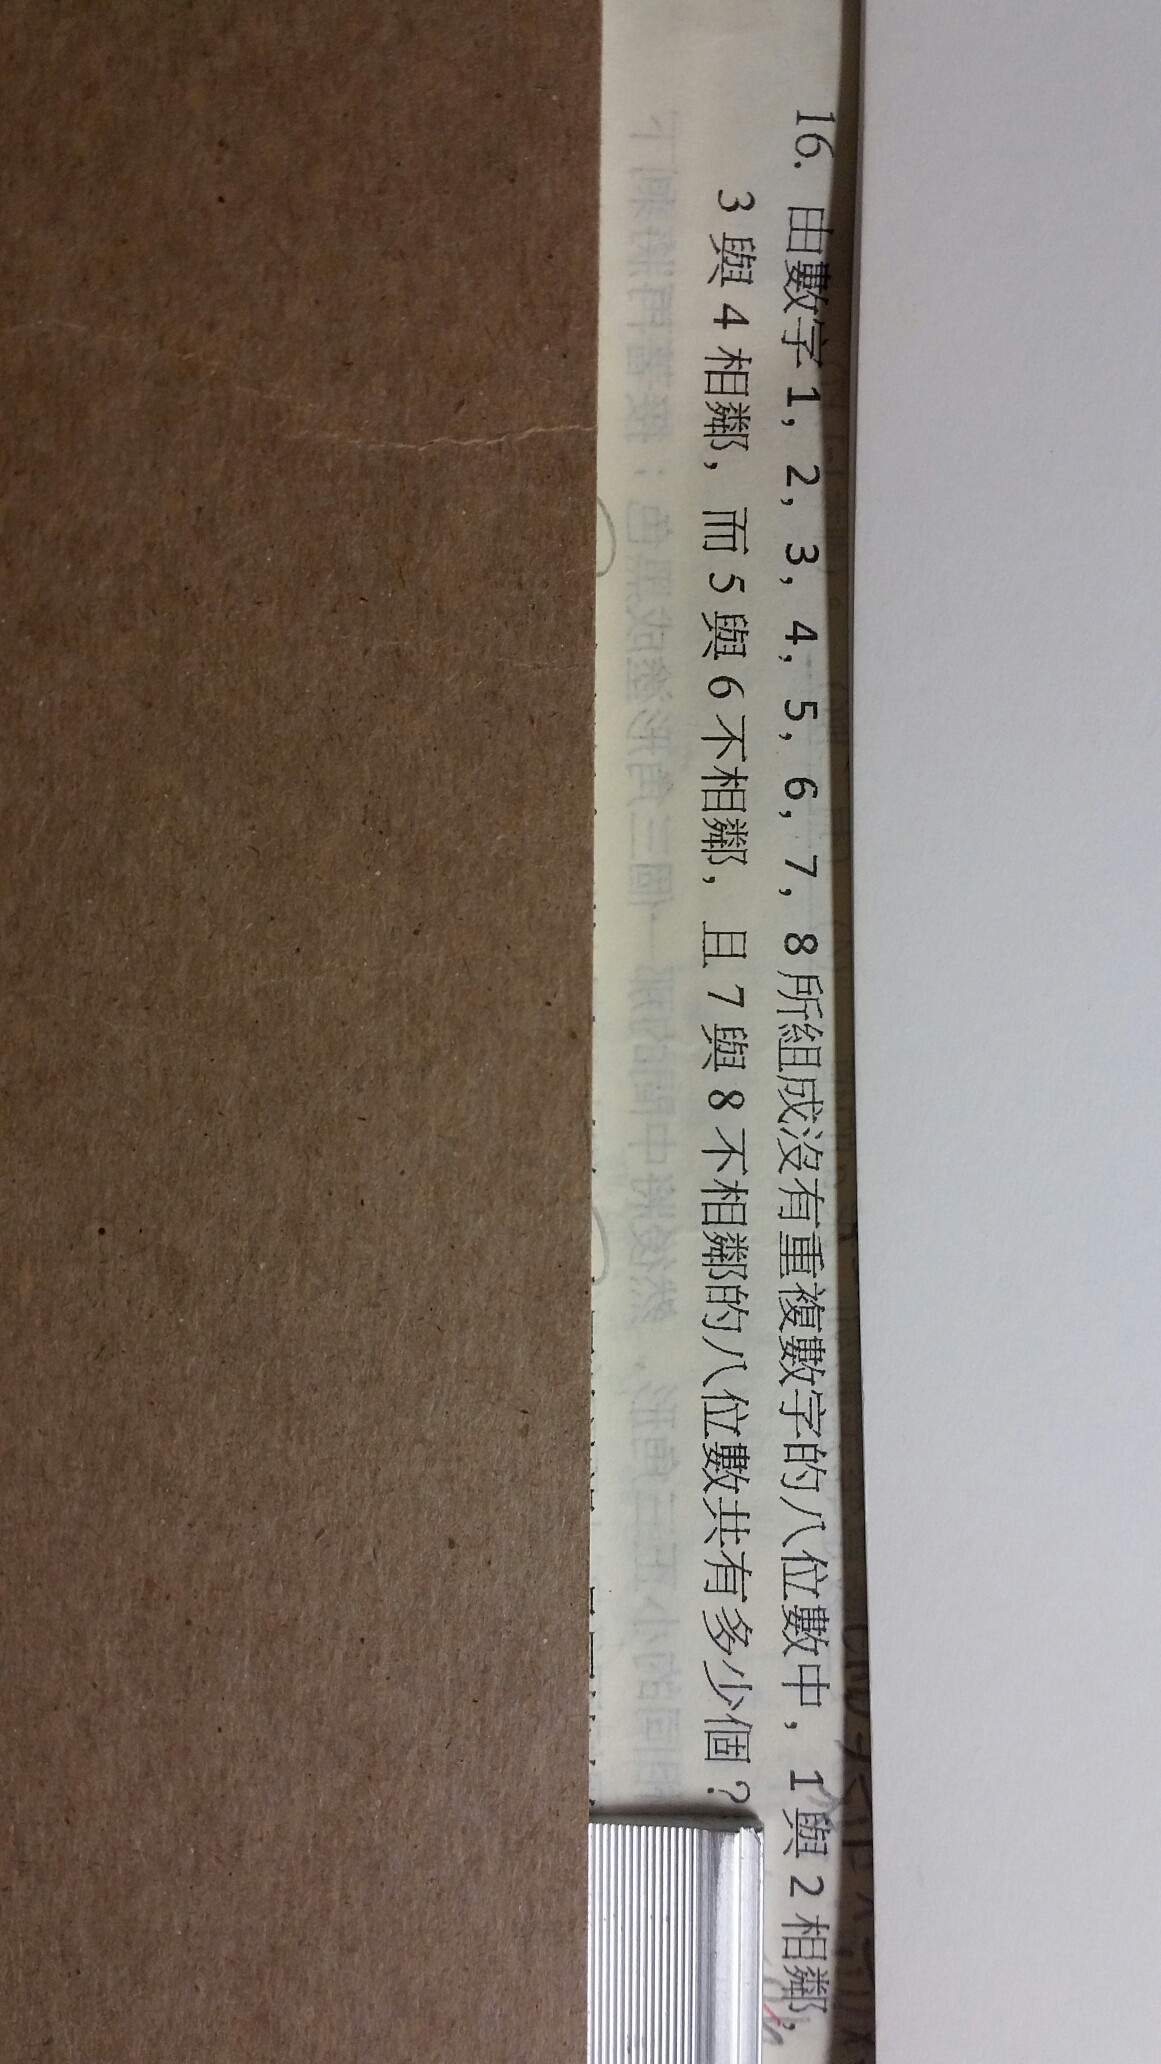 16. 由數字 1, 2, 3, 4, 5, 6, 7, 8 所組成沒有重複數字的八位數中, 1 與 2 相鄰,
3 與 4 相鄰, 而 5 與 6 不相鄰, 且 7 與 8 不相鄰的八位數共有多少個?